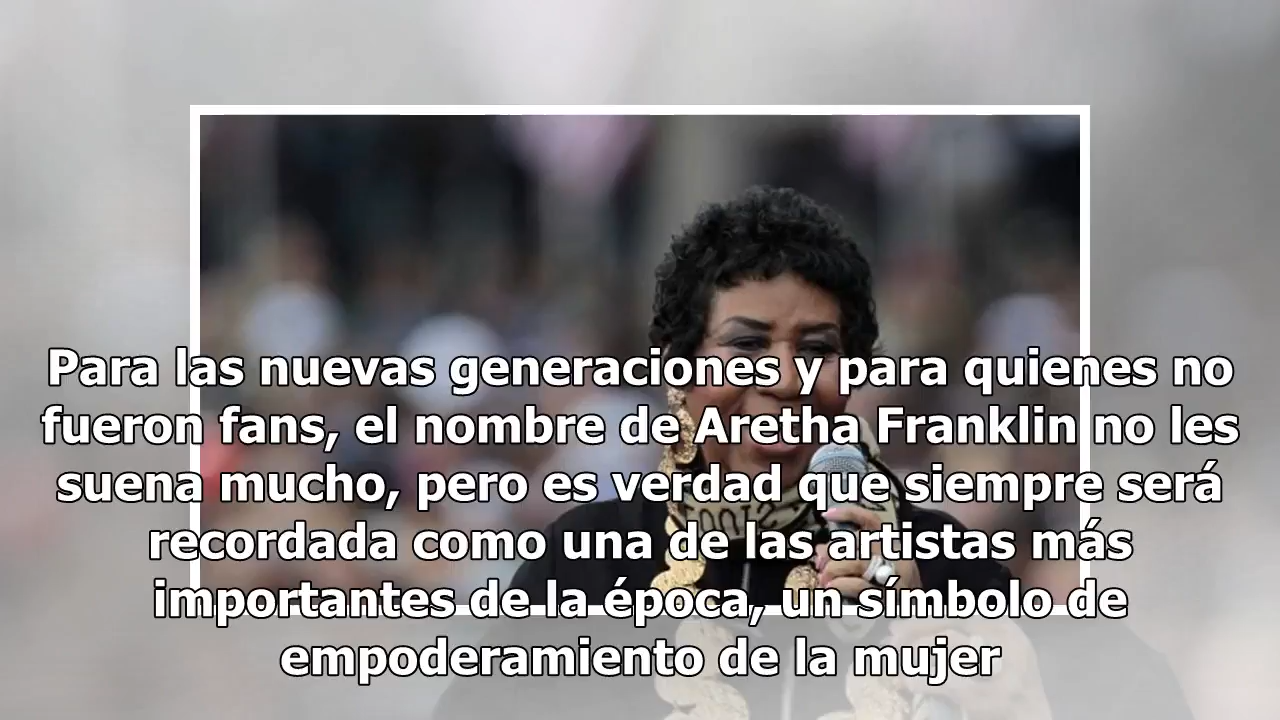 Para las nuevas generaciones y para quienes no
fueron fans, el nombre de Aretha Franklin no les
suena mucho, pero es verdad que siempre será
recordada como una de las artistas más
importantes de la época, un símbolo de
empoderamiento de la mujer